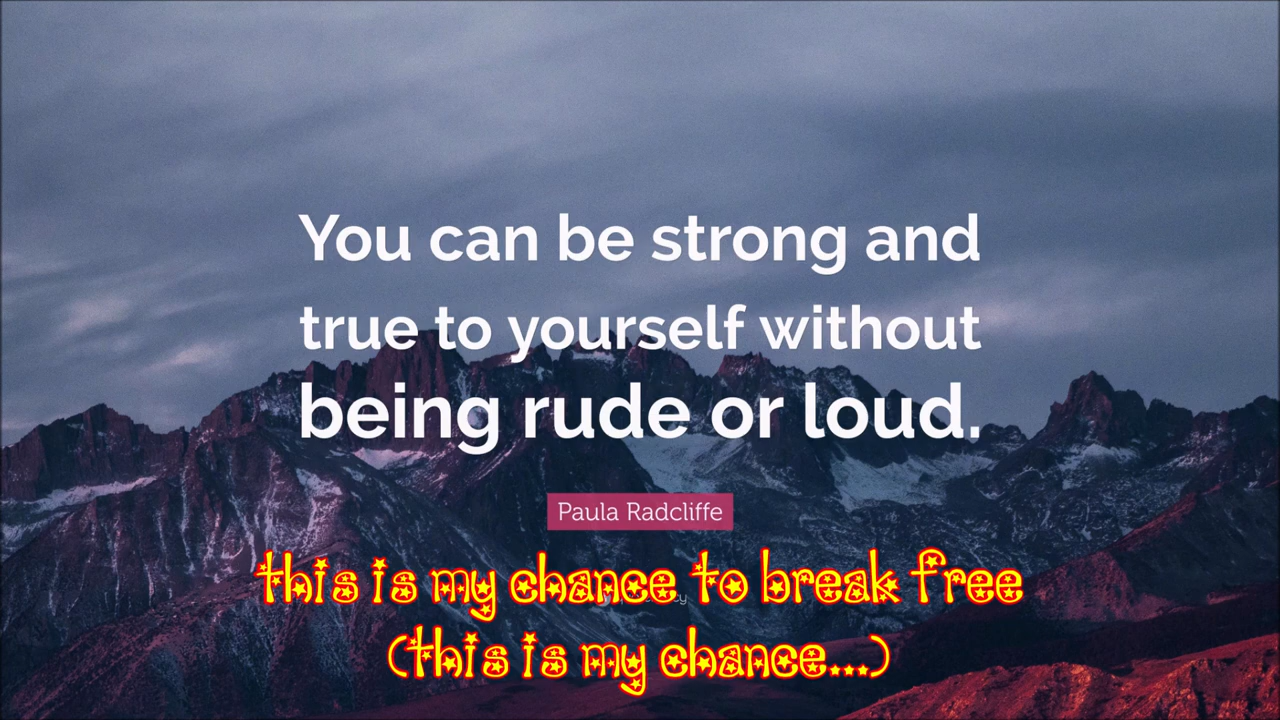 You can be strong and
true to yourself without
being rude or loud.
Paula Radcliffe
this is my chance to break free
(this is my chance...)